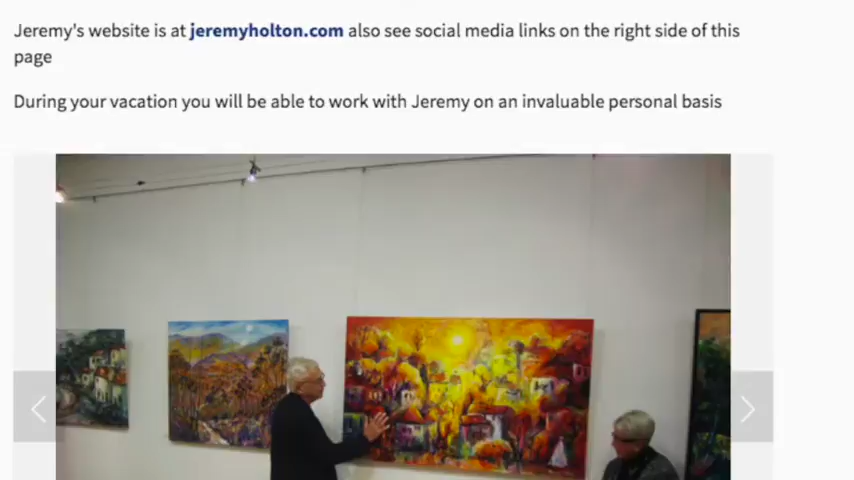 Jeremy's website is at jeremyholton.com also see social media links on the right side of this
page
During your vacation you will be able to work with Jeremy on an invaluable personal basis